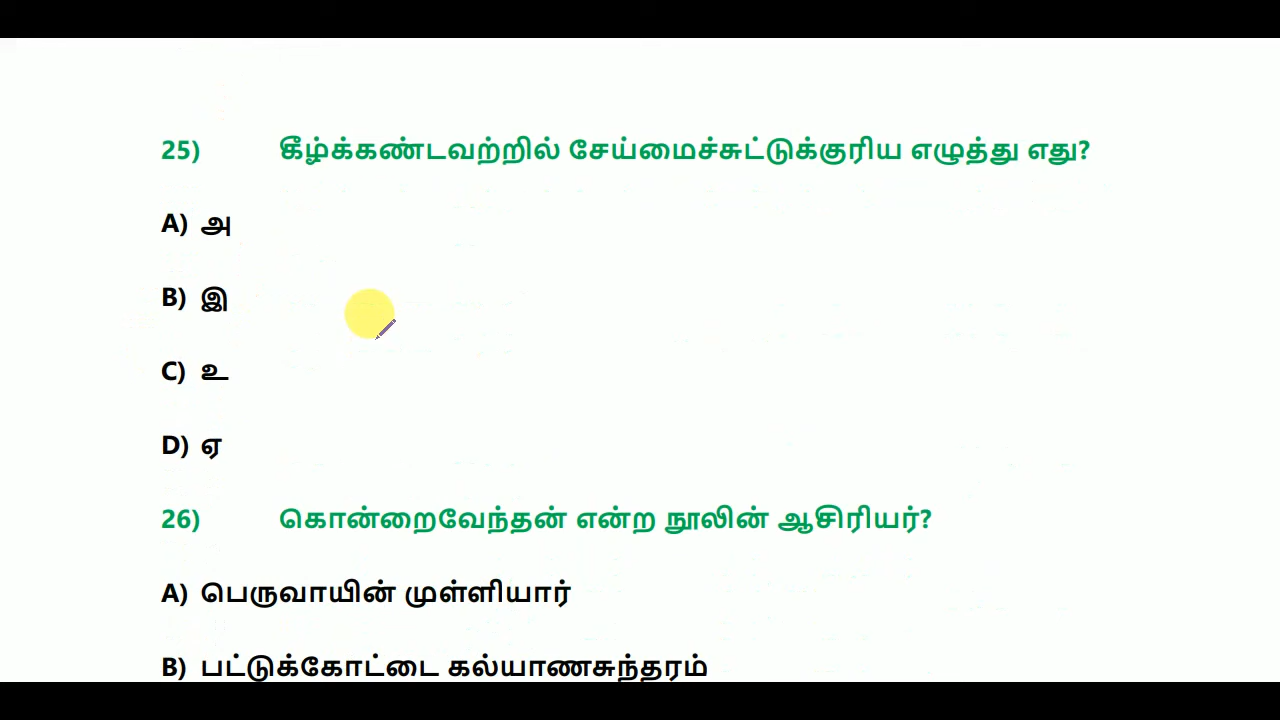 25) கீழ்க்கண்டவற்றில் சேய்மைச்சுட்டுக்குரிய எழுத்து எது?
A) அ
B) இ
C) உ
D) ஏ
26) கொன்றைவேந்தன் என்ற நூலின் ஆசிரியர்?
A) பெருவாயின் முள்ளியார்
B) பட்டுக்கோட்டை கல்யாணசுந்தரம்